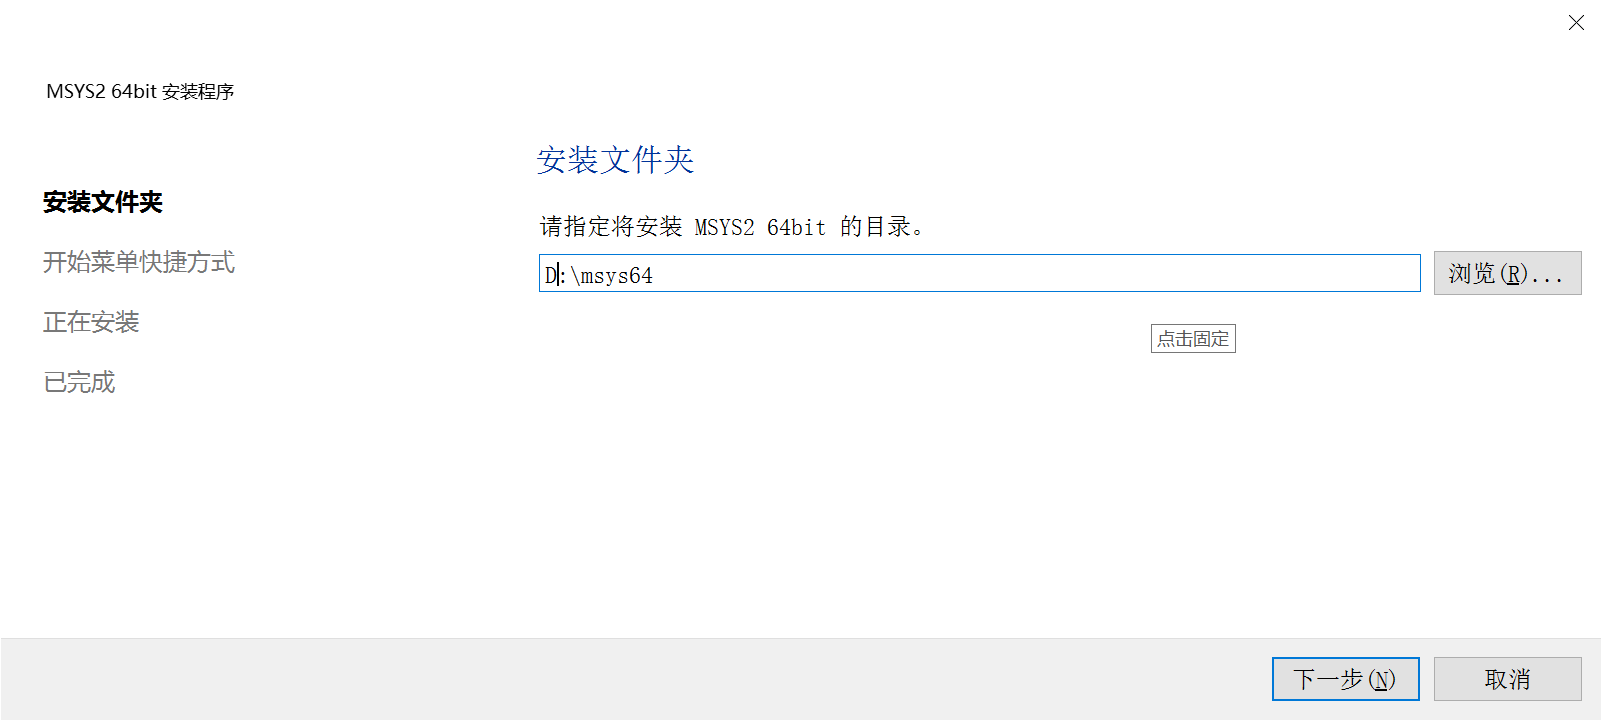 MSYS2 64bit 安装程序
安装文件夹
开始菜单快捷方式
正在安装
已完成
安装文件夹
请指定将安装 MSYS2 64bit 的目录。
D:\msys64
浏览(R)...
点击固定
下一步(N)
取消